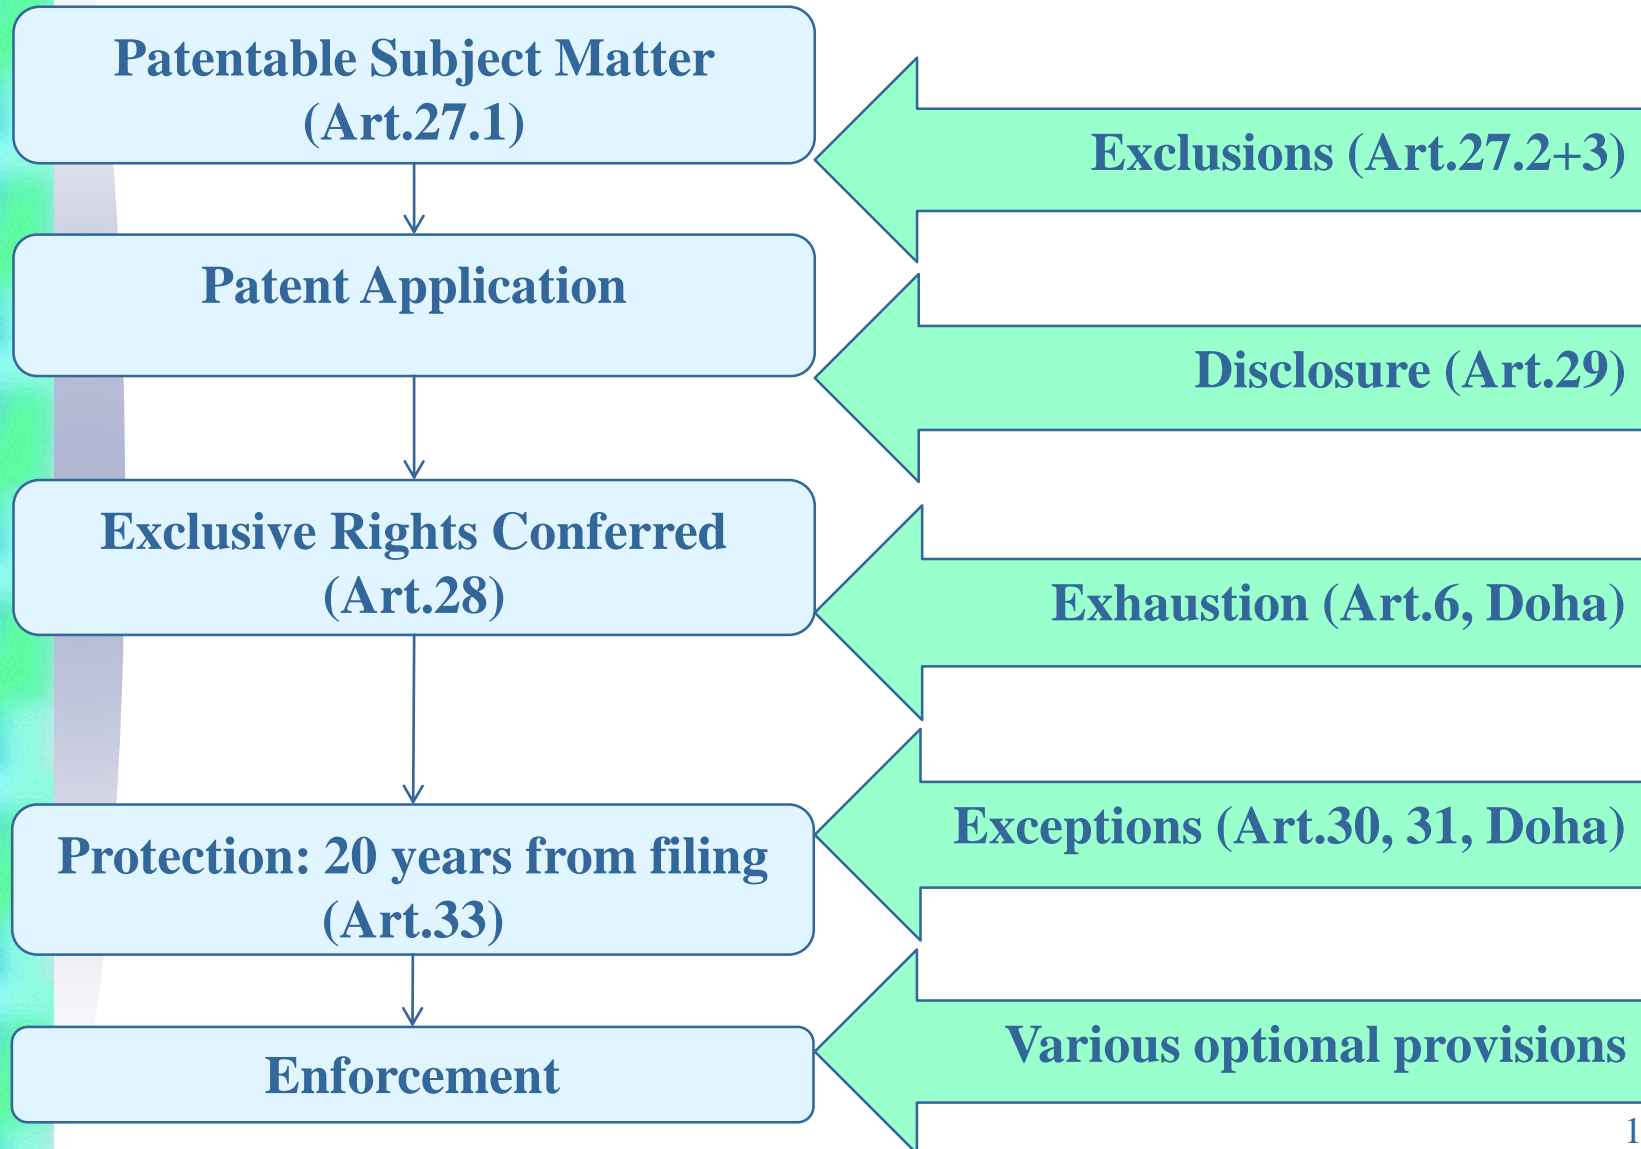 Patentable Subject Matter
(Art.27.1)
Exclusions (Art.27.2+3)
Patent Application
Disclosure (Art.29)
Exclusive Rights Conferred
(Art.28)
Exhaustion (Art.6, Doha)
Protection: 20 years from filing
(Art.33)
Exceptions (Art.30, 31, Doha)
Enforcement
Various optional provisions
1